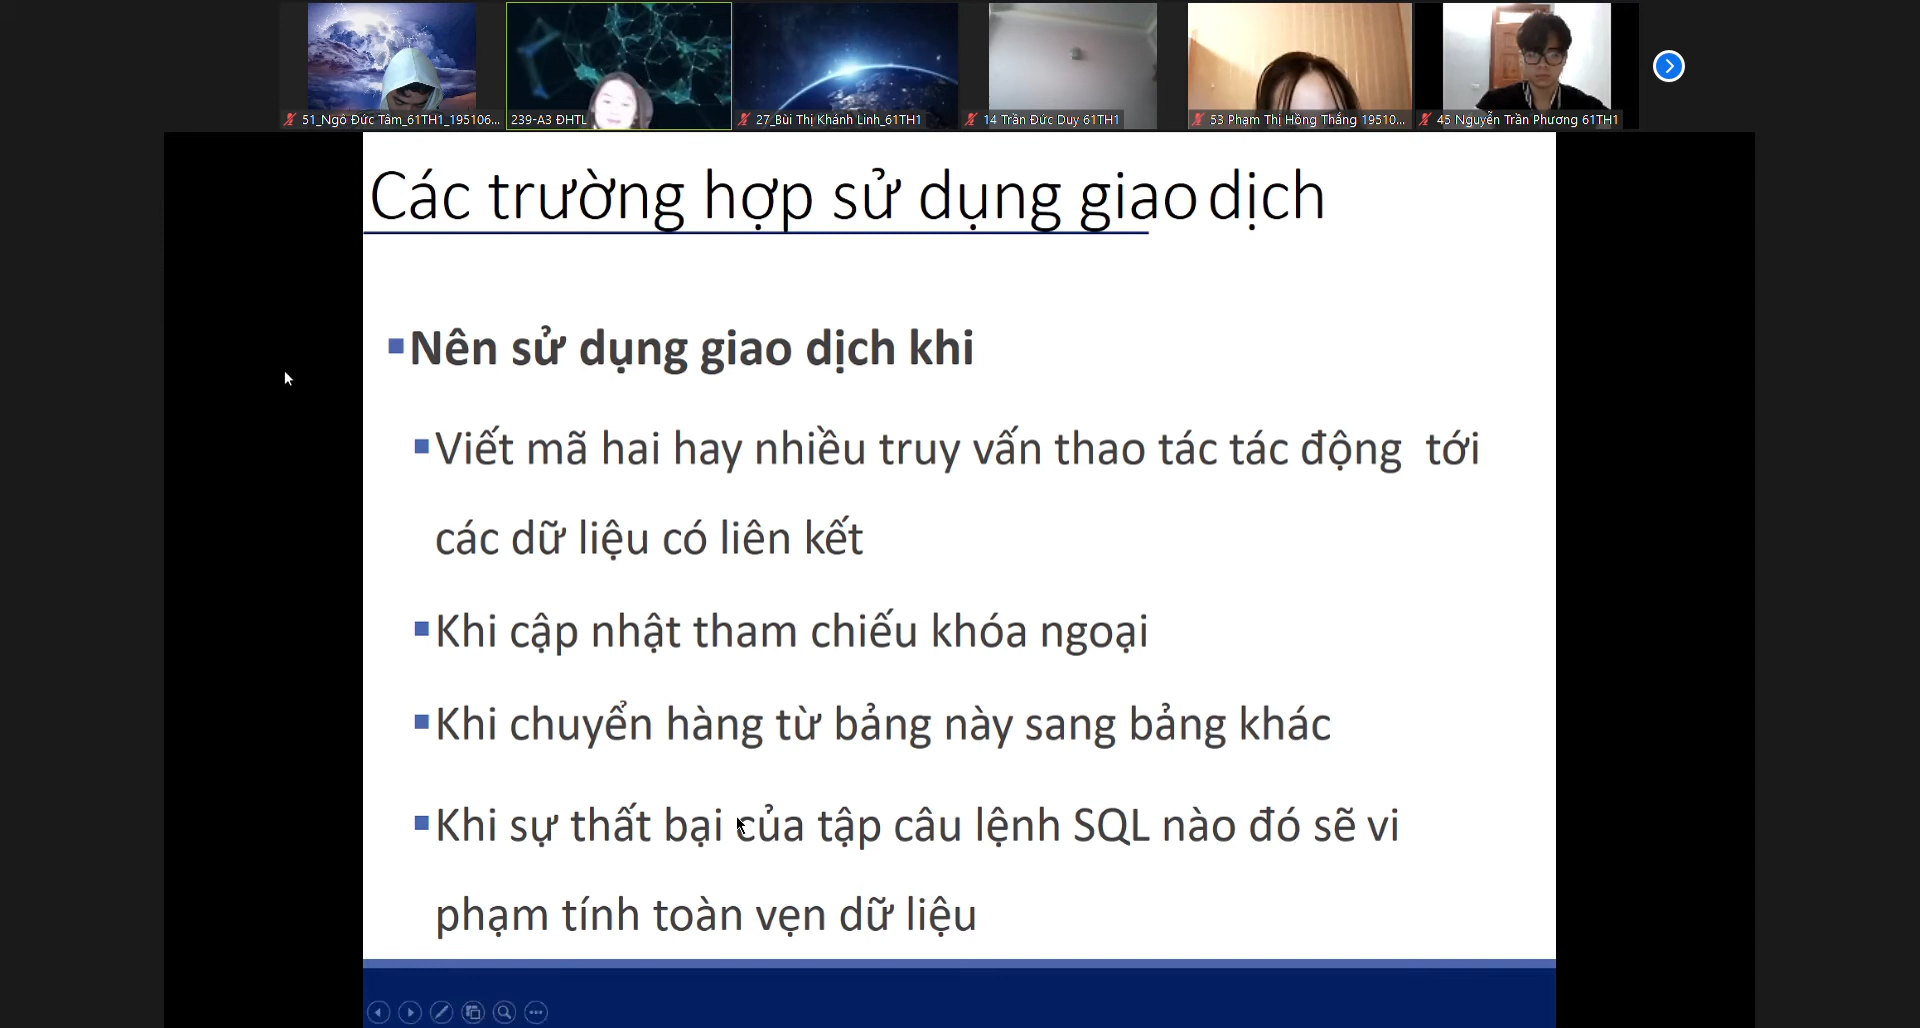 51_Ngô Đức Tâm_61TH1_195106...
239-A3 ĐHTL
27_Bùi Thị Khánh Linh_61TH1
14 Trần Đức Duy 61TH1
53 Phạm Thị Hồng Thắng 19510...
45 Nguyễn Trần Phương 61TH1
Các trường hợp sử dụng giao dịch
Nên sử dụng giao dịch khi
Viết mã hai hay nhiều truy vấn thao tác tác động tới
các dữ liệu có liên kết
Khi cập nhật tham chiếu khóa ngoại
Khi chuyển hàng từ bảng này sang bảng khác
Khi sự thất bại của tập câu lệnh SQL nào đó sẽ vi
phạm tính toàn vẹn dữ liệu